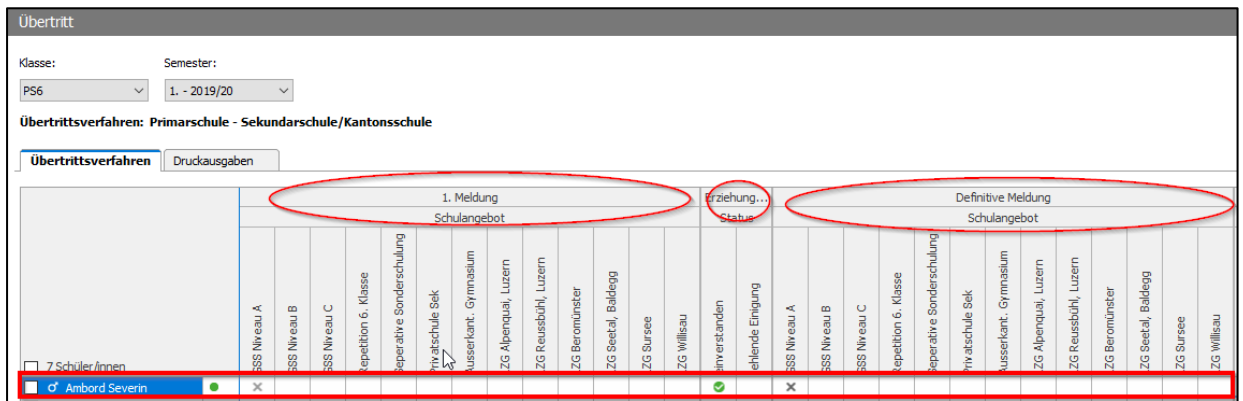 Übertritt
Klasse:
Semester:
PS6
1. - 2019/20
Übertrittsverfahren: Primarschule - Sekundarschule/Kantonsschule
Übertrittsverfahren
Druckausgaben
1. Meldung
Erziehung...
Definitive Meldung
Schulangebot
Status
Schulangebot
SSS Niveau A
SSS Niveau B
SSS Niveau C
Repetition 6. Klasse
Seperative Sonderschulung
Privatschule Sek
Ausserkant. Gymnasium
ZG Alpenquai, Luzern
ZG Reussbühl, Luzern
ZG Beromünster
ZG Seetal, Baldegg
ZG Sursee
ZG Willisau
einverstanden
fehlende Einigung
SSS Niveau A
SSS Niveau B
SSS Niveau C
Repetition 6. Klasse
Seperative Sonderschulung
Privatschule Sek
Ausserkant. Gymnasium
ZG Alpenquai, Luzern
ZG Reussbühl, Luzern
ZG Beromünster
ZG Seetal, Baldegg
ZG Sursee
ZG Willisau
7 Schüler/innen
Ambord Severin